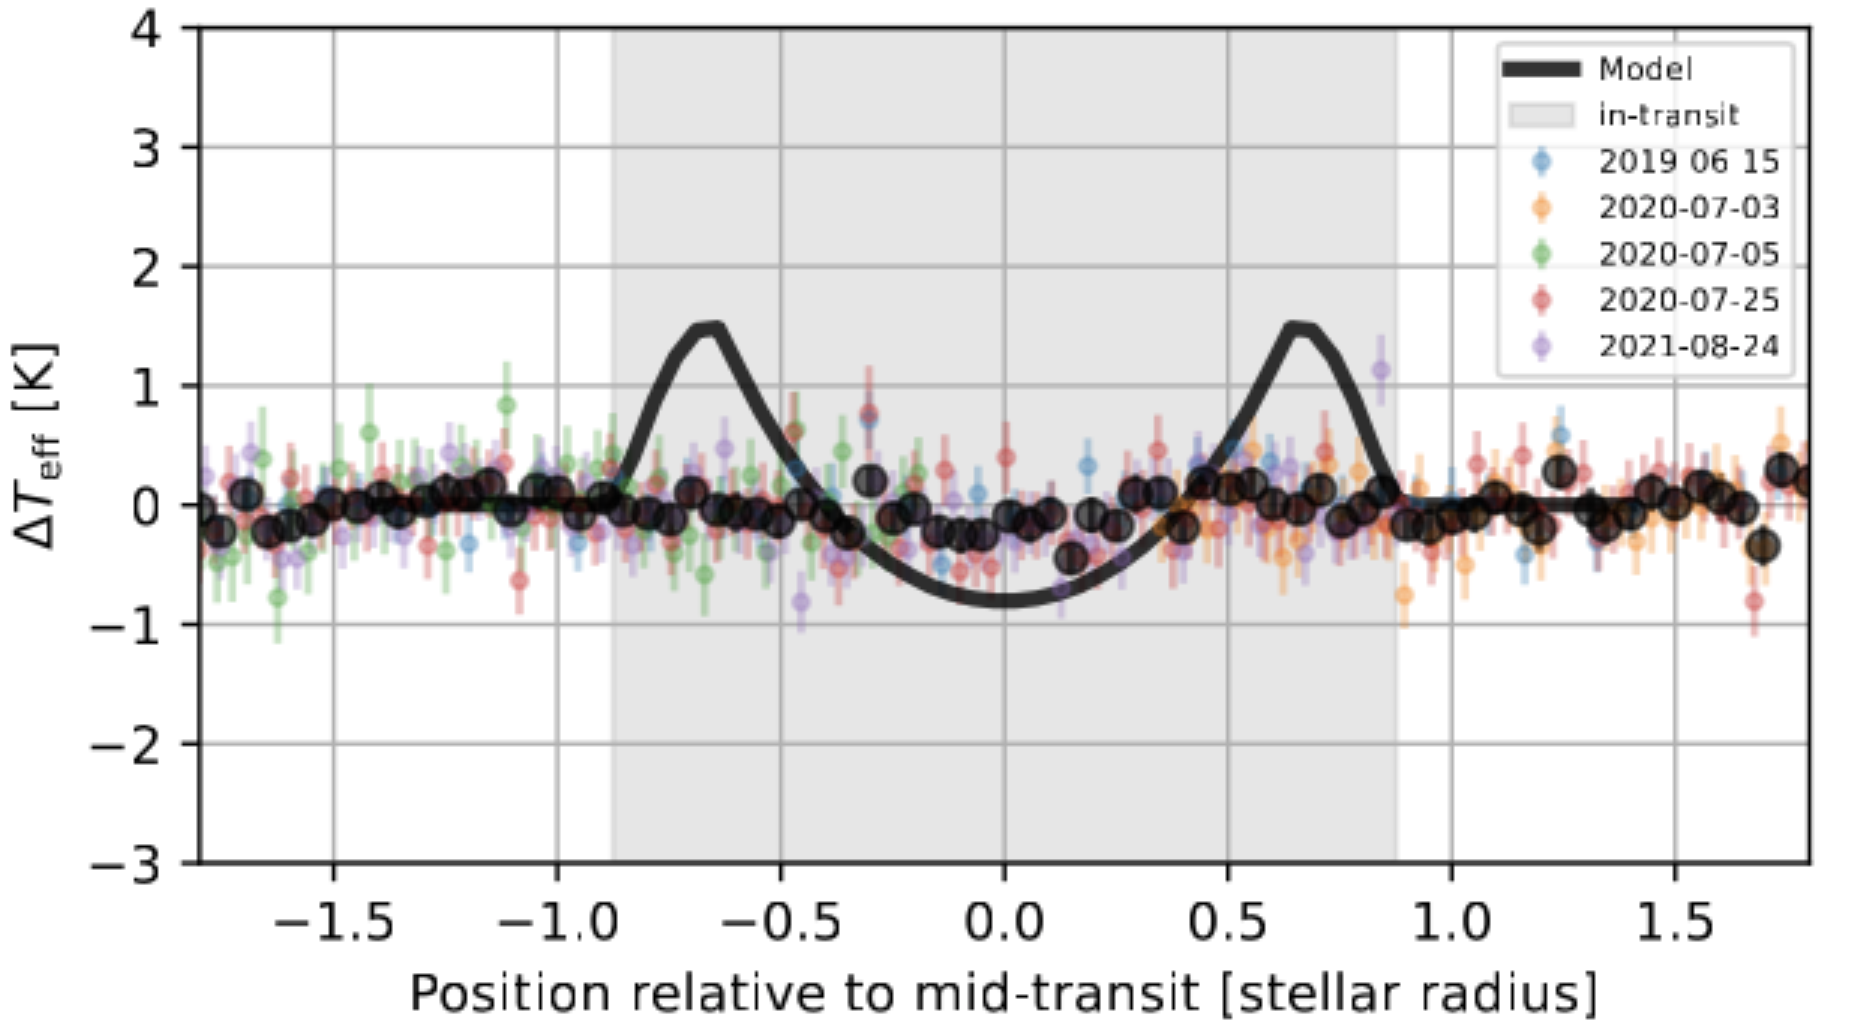 4
3
2
1
0
−1
−2
−3
ΔTeff [K]
Model
in-transit
2019 06 15
2020-07-03
2020-07-05
2020-07-25
2021-08-24
−1.5 −1.0 −0.5 0.0 0.5 1.0 1.5
Position relative to mid-transit [stellar radius]